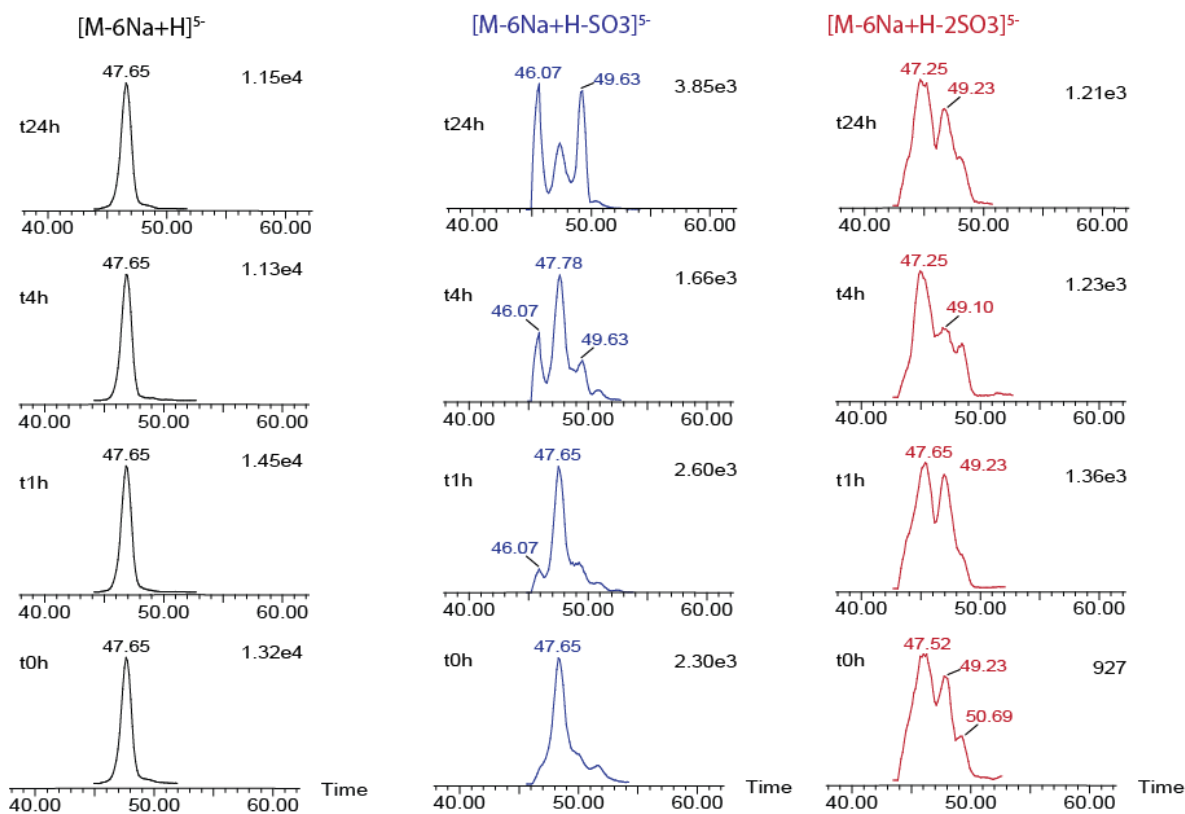 [M-6Na+H]5-
[M-6Na+H-SO3]5-
[M-6Na+H-2SO3]5-
t24h
47.65
1.15e4
40.00 50.00 60.00
t24h
46.07
49.63
3.85e3
40.00 50.00 60.00
t24h
47.25
49.23
1.21e3
40.00 50.00 60.00
t4h
47.65
1.13e4
40.00 50.00 60.00
t4h
46.07
47.78
49.63
1.66e3
40.00 50.00 60.00
t4h
47.25
49.10
1.23e3
40.00 50.00 60.00
t1h
47.65
1.45e4
40.00 50.00 60.00
t1h
46.07
47.65
2.60e3
40.00 50.00 60.00
t1h
47.65
49.23
1.36e3
40.00 50.00 60.00
t0h
47.65
1.32e4
40.00 50.00 60.00
Time
t0h
47.65
2.30e3
40.00 50.00 60.00
Time
t0h
47.52
49.23
50.69
927
40.00 50.00 60.00
Time